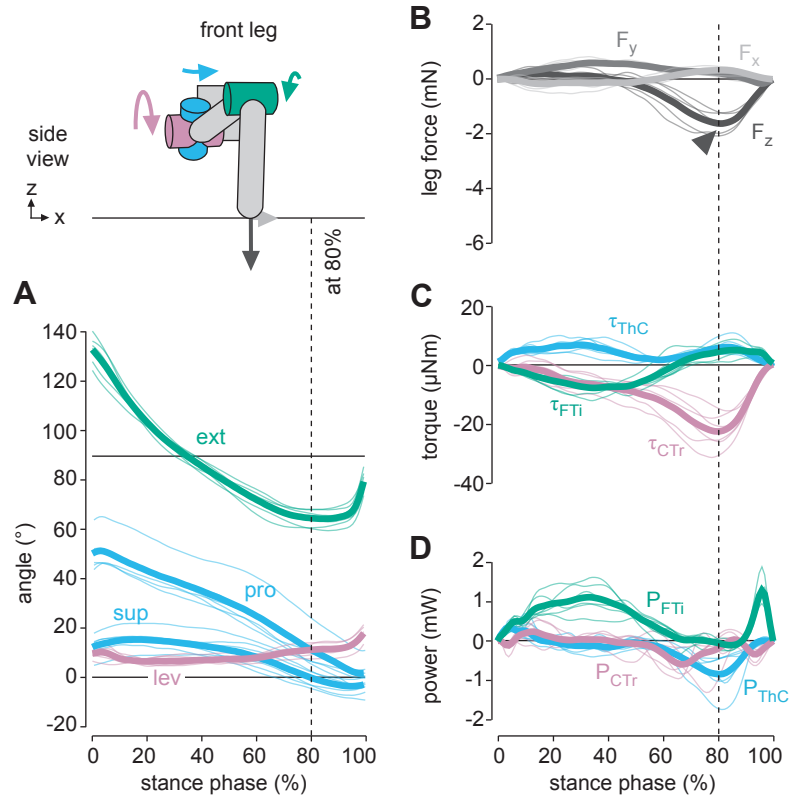 front leg
side
view
z
x
at 80%
A
140
120
100
80
60
40
20
0
-20
angle (°)
ext
pro
sup
lev
0 20 40 60 80 100
stance phase (%)
B
2
0
-2
-4
-6
leg force (mN)
Fy
Fx
Fz
C
20
0
-20
-40
torque (μNm)
τThC
τFTi
τCTr
D
2
1
0
-1
-2
power (mW)
PFTi
PCTr
PThC
0 20 40 60 80 100
stance phase (%)